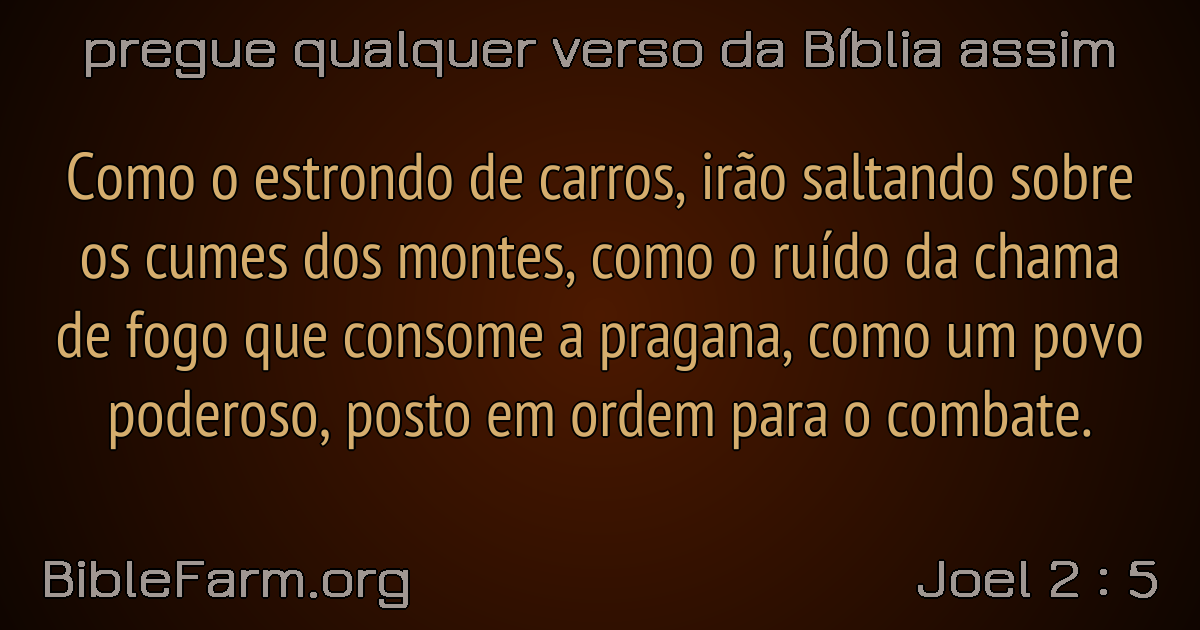 pregue qualquer verso da Bíblia assim
Como o estrondo de carros, irão saltando sobre
os cumes dos montes, como o ruído da chama
de fogo que consome a pragana, como um povo
poderoso, posto em ordem para o combate.
BibleFarm.org
Joel 2 : 5